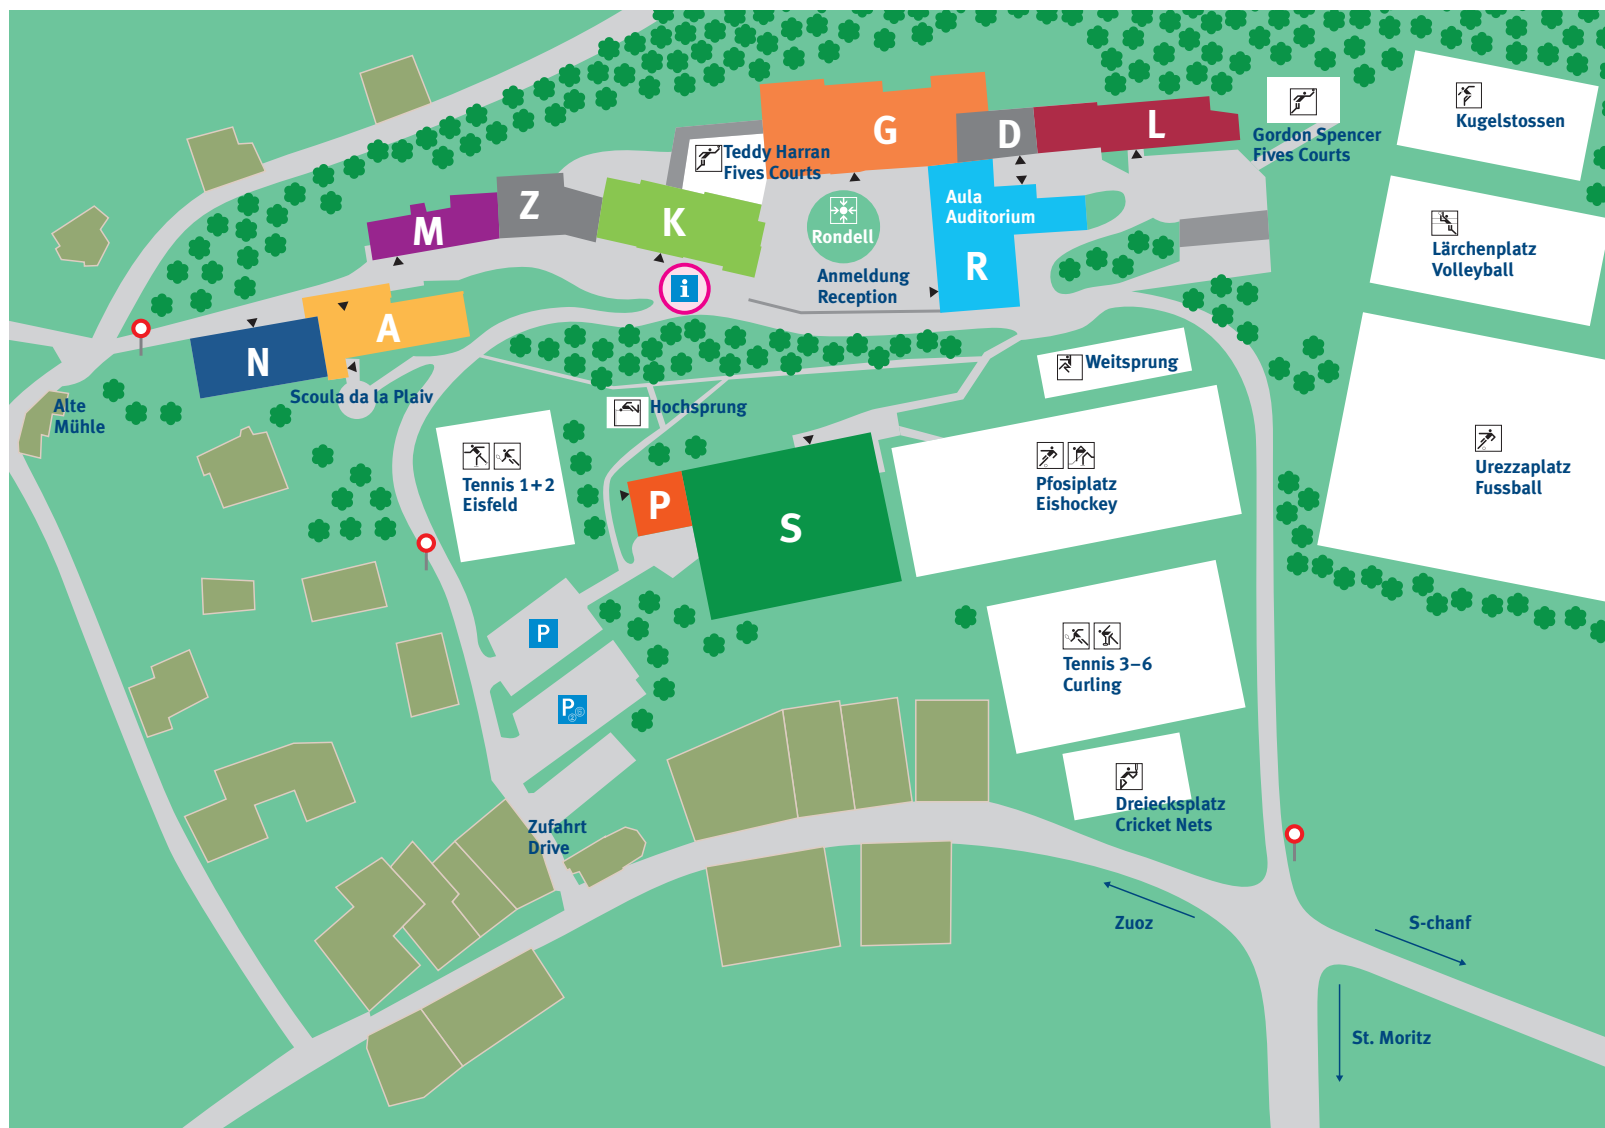 G
D
L
Kugelstossen
Gordon Spencer
Fives Courts
Teddy Harran
Fives Courts
Z
K
M
Aula
Auditorium
R
Rondell
Anmeldung
Reception
i
Lärchenplatz
Volleyball
A
N
Scoula da la Plaiv
Alte
Mühle
Weitsprung
Hochsprung
Tennis 1+2
Eisfeld
P
S
Pfosiplatz
Eishockey
Urezzaplatz
Fussball
P
P
Tennis 3–6
Curling
Dreiecksplatz
Cricket Nets
Zufahrt
Drive
Zuoz
S-chanf
St. Moritz